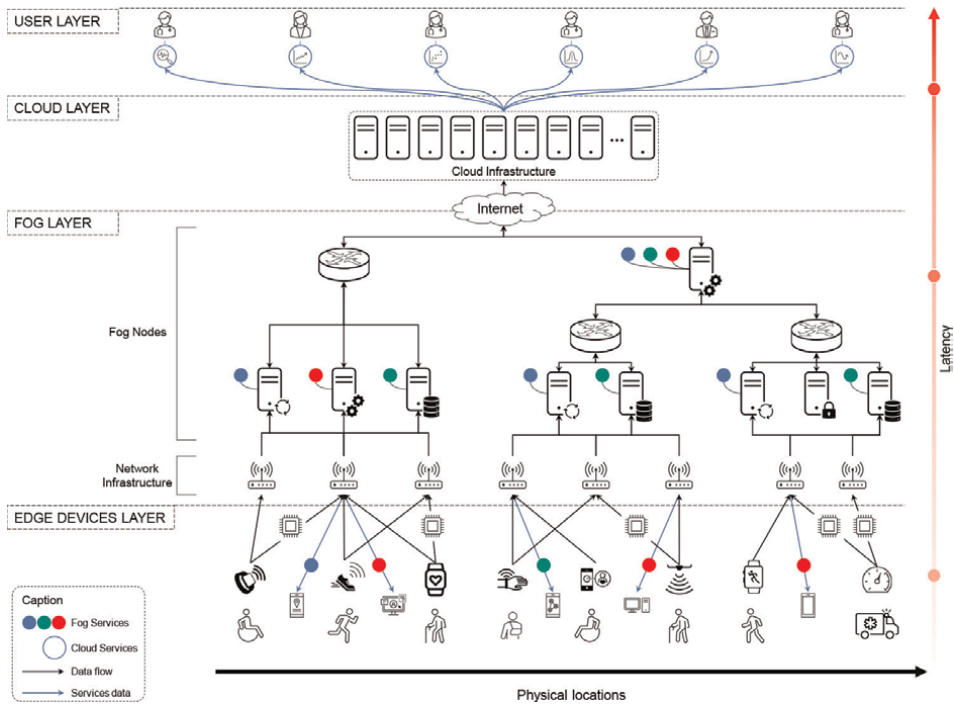 USER LAYER
CLOUD LAYER
Cloud Infrastructure
Internet
FOG LAYER
Fog Nodes
Latency
Network
Infrastructure
EDGE DEVICES LAYER
Caption
Fog Services
Cloud Services
Data flow
Services data
Physical locations